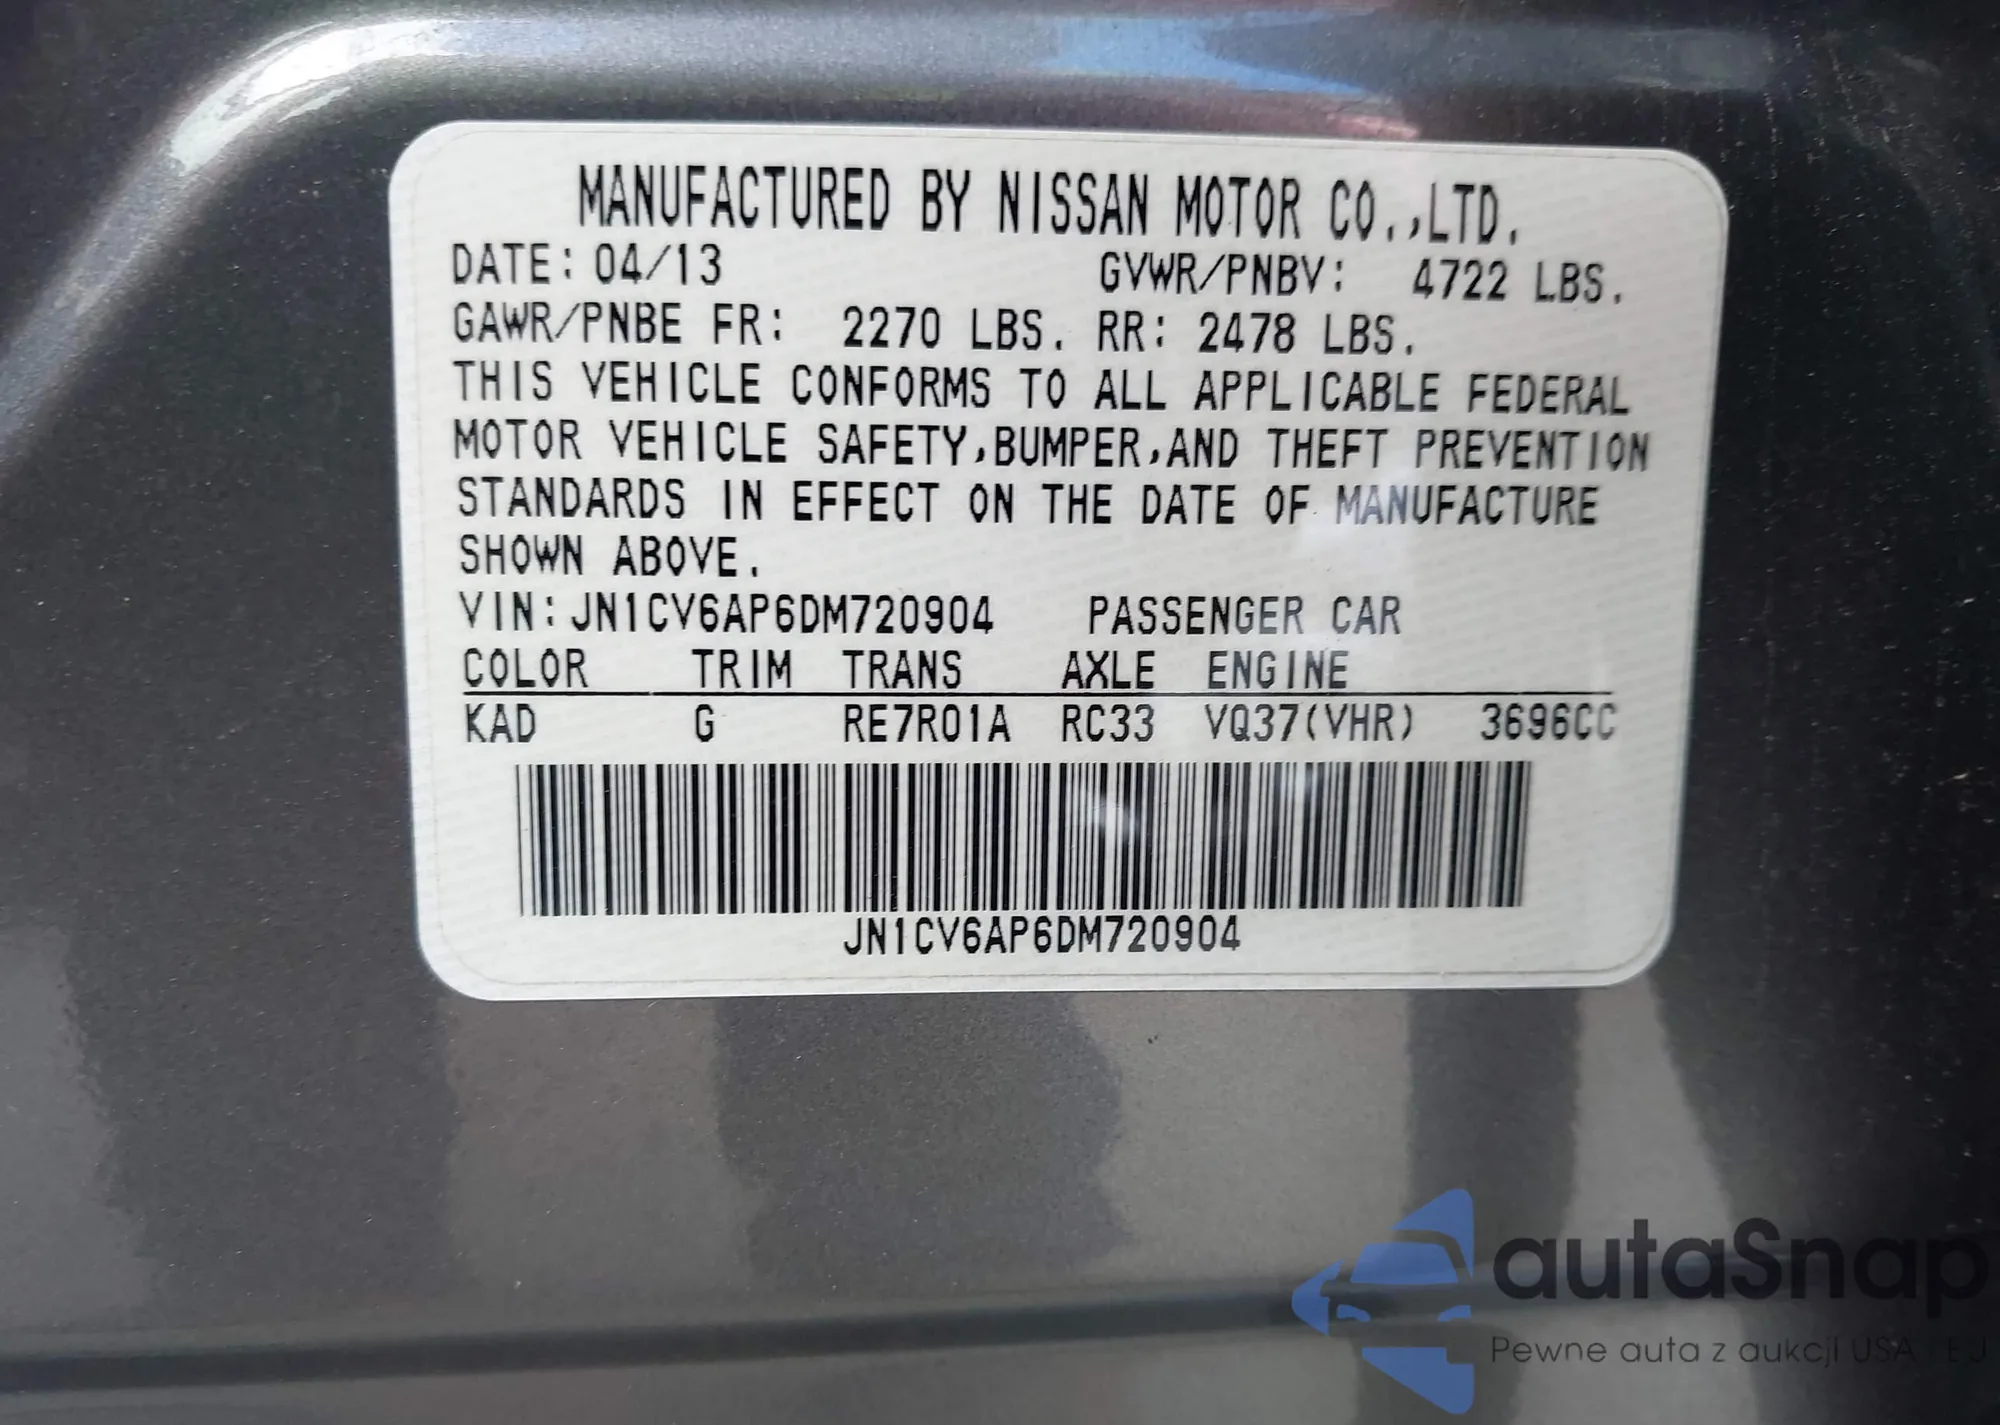 MANUFACTURED BY NISSAN MOTOR CO.,LTD.
DATE: 04/13 GVWR/PNBV: 4722 LBS.
GAWR/PNBE FR: 2270 LBS. RR: 2478 LBS.
THIS VEHICLE CONFORMS TO ALL APPLICABLE FEDERAL
MOTOR VEHICLE SAFETY,BUMPER,AND THEFT PREVENTION
STANDARDS IN EFFECT ON THE DATE OF MANUFACTURE
SHOWN ABOVE.
VIN:JN1CV6AP6DM720904 PASSENGER CAR
COLOR TRIM TRANS AXLE ENGINE
KAD G RE7R01A RC33 VQ37(VHR) 3696CC
JN1CV6AP6DM720904
autaSnap
Pewne auta z aukcji USA i EU